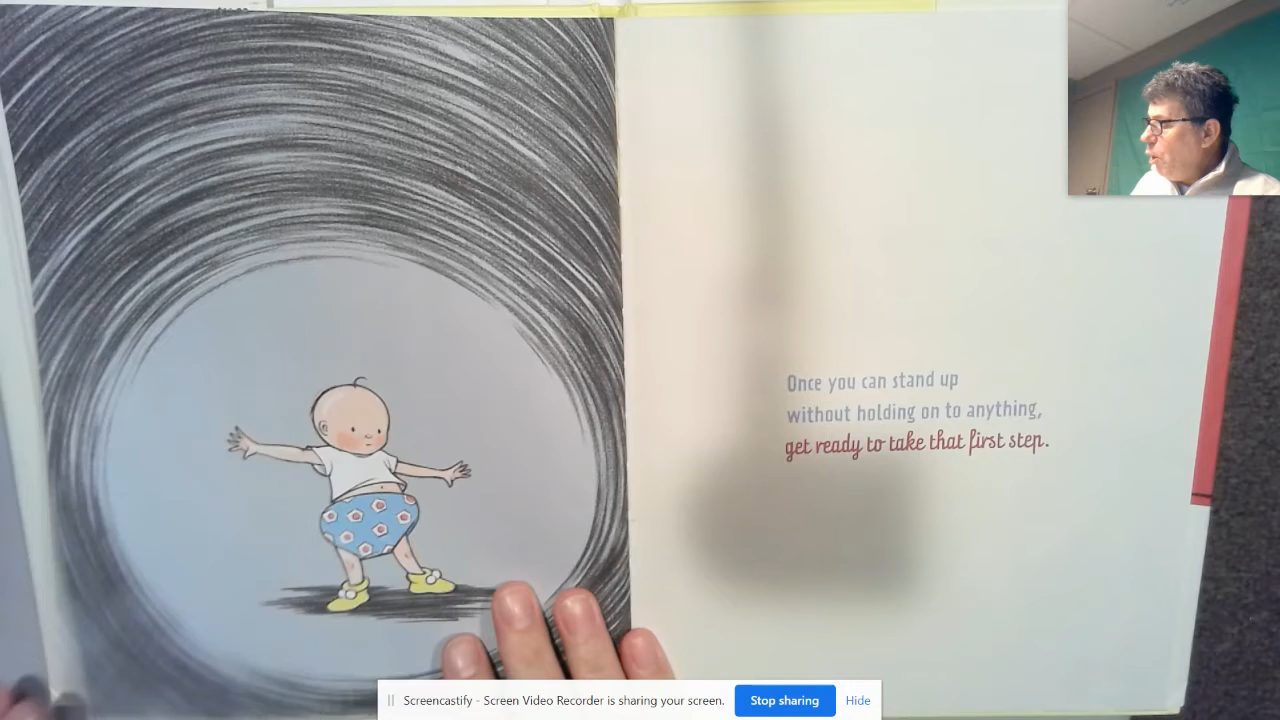 Once you can stand up
without holding on to anything,
get ready to take that first step.
Screencastify - Screen Video Recorder is sharing your screen.
Stop sharing
Hide